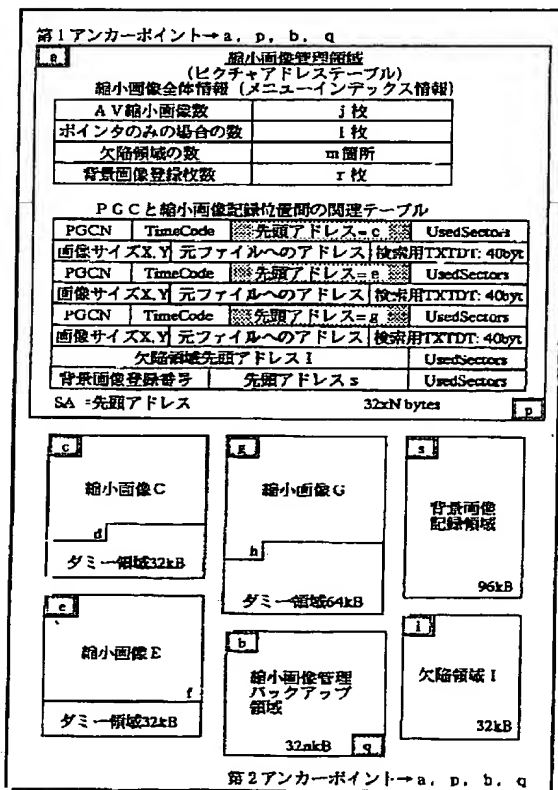 第1アンカーポイント→a, p, b, q
a
縮小画像管理領域
(ピクチャアドレステーブル)
縮小画像全体情報 (メニューインデックス情報)
AV縮小画像数 j枚
ポインタのみの場合の数 l枚
欠陥領域の数 m箇所
背景画像登録枚数 r枚
PGCと縮小画像記録位置間の関連テーブル
PGCN TimeCode 先頭アドレス=c UsedSectors
画像サイズX,Y 元ファイルへのアドレス 検索用TXTDT: 40byt
PGCN TimeCode 先頭アドレス=e UsedSectors
画像サイズX,Y 元ファイルへのアドレス 検索用TXTDT: 40byt
PGCN TimeCode 先頭アドレス=g UsedSectors
画像サイズX,Y 元ファイルへのアドレス 検索用TXTDT: 40byt
欠陥領域先頭アドレスI UsedSectors
背景画像登録番号 先頭アドレスs UsedSectors
SA =先頭アドレス 32xN bytes
p
c
縮小画像C
d
ダミー領域32kB
g
縮小画像G
h
ダミー領域64kB
s
背景画像
記録領域
96kB
e
縮小画像E
f
ダミー領域32kB
b
縮小画像管理
バックアップ
領域
32nkB q
i
欠陥領域I
32kB
第2アンカーポイント→a, p, b, q